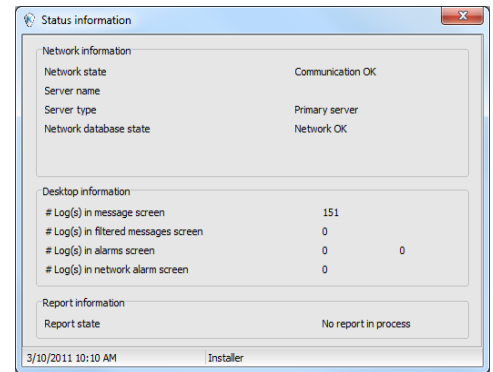 Status information
Network information
Network state Communication OK
Server name
Server type Primary server
Network database state Network OK
Desktop information
# Log(s) in message screen 151
# Log(s) in filtered messages screen 0
# Log(s) in alarms screen 0 0
# Log(s) in network alarm screen 0
Report information
Report state No report in process
3/10/2011 10:10 AM Installer